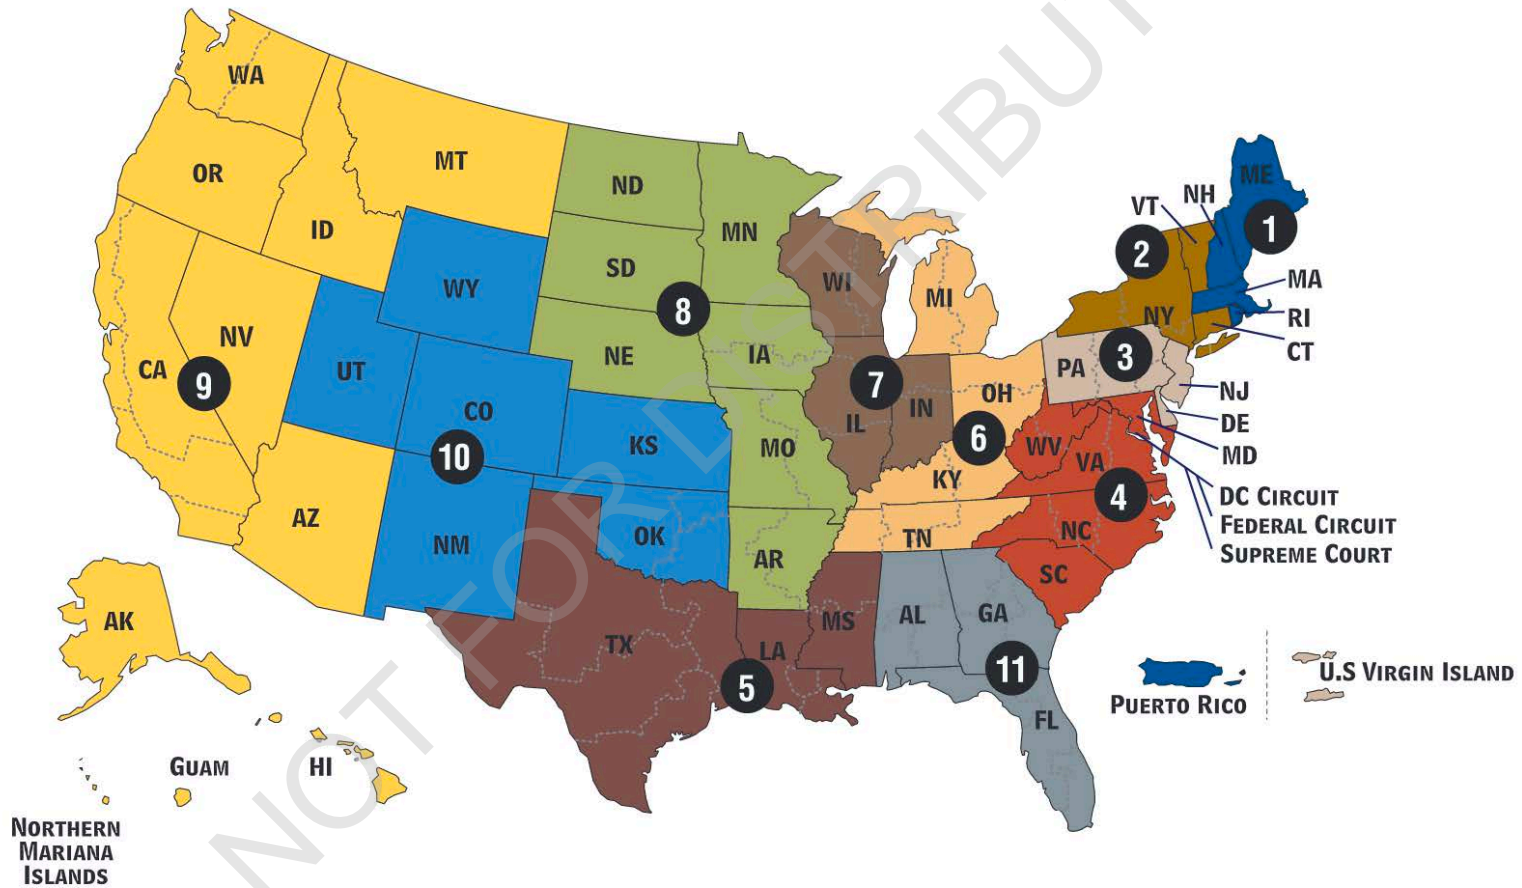 WA
OR
MT
ID
ND
SD
MN
WI
MI
ME
NH
VT
1
2
MA
NY
RI
CT
WY
8
NE
IA
NV
CA
9
UT
CO
10
KS
MO
7
IL
IN
OH
6
PA
3
NJ
DE
MD
WV
VA
4
KY
DC CIRCUIT
FEDERAL CIRCUIT
SUPREME COURT
AZ
NM
OK
AR
TN
NC
SC
AK
TX
LA
MS
AL
GA
5
11
FL
PUERTO RICO
U.S VIRGIN ISLAND
GUAM
HI
NORTHERN
MARIANA
ISLANDS
NOT FOR DISTRIBUT